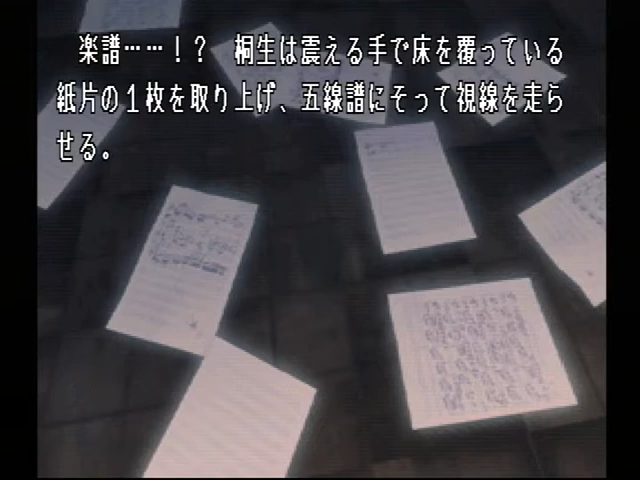 楽譜……！？　桐生は震える手で床を覆っている
紙片の１枚を取り上げ、五線譜にそって視線を走ら
せる。